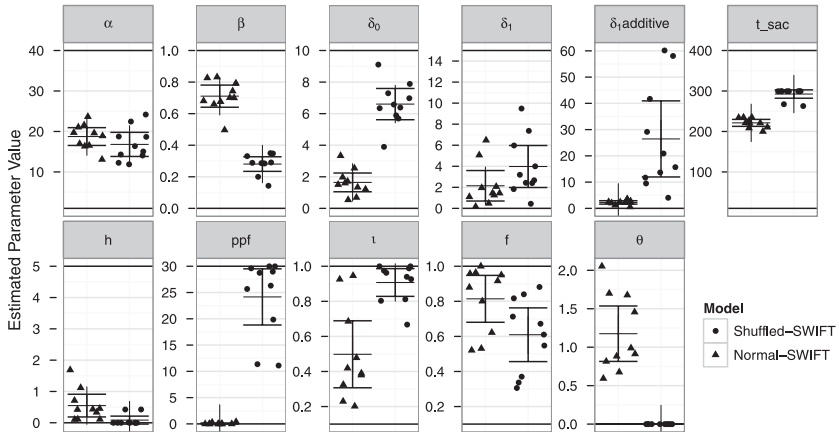 α β δ0 δ1 δ1additive t_sac
40 1.0 10 14 60 400
30 0.8 8 12 50 300
20 0.6 6 10 40 200
10 0.4 4 8 30 100
0.2 2 6 20
0.0 0 4 10
2 0
0
Estimated Parameter Value
h ppf ι f θ
5 30 1.0 1.0 2.0
4 25 0.8 0.8 1.5
3 20 0.6 0.6 1.0
2 15 0.4 0.4 0.5
1 10 0.2 0.2 0.0
0 5
0
Model
Shuffled–SWIFT
Normal–SWIFT